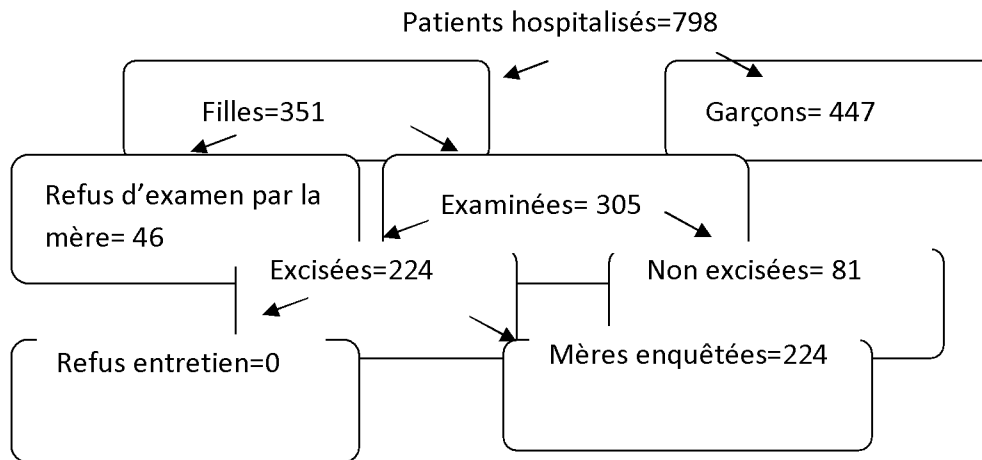 Patients hospitalisés=798
Filles=351
Garçons= 447
Refus d’examen par la
mère= 46
Examinées= 305
Excisées=224
Non excisées= 81
Refus entretien=0
Mères enquêtées=224